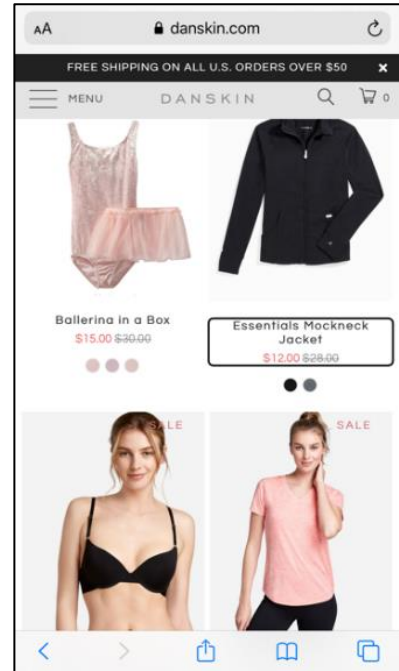 AA
danskin.com
FREE SHIPPING ON ALL U.S. ORDERS OVER $50 ×
MENU
DANSKIN
0
Ballerina in a Box
$15.00 $30.00
Essentials Mockneck
Jacket
$12.00 $28.00
SALE
SALE